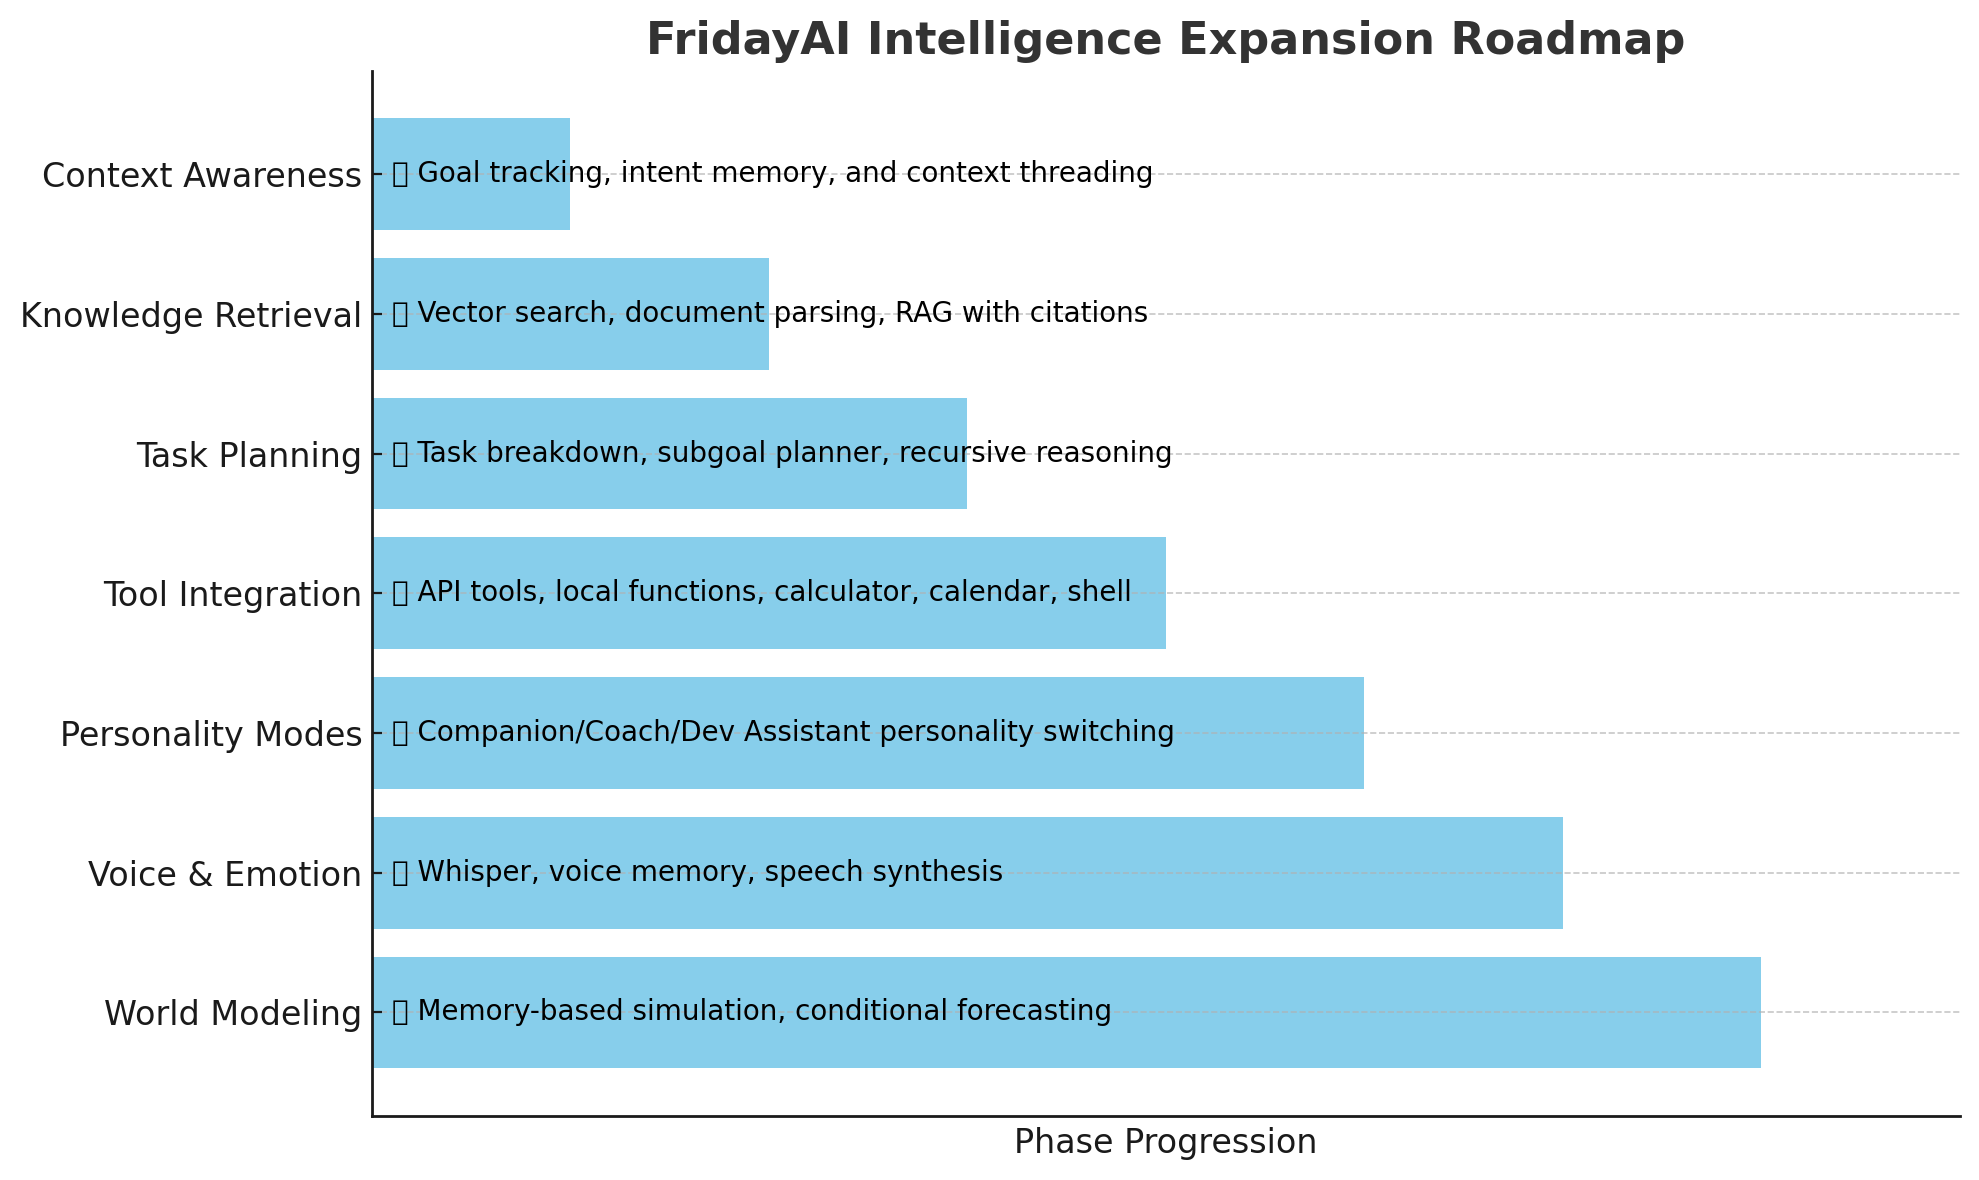 FridayAI Intelligence Expansion Roadmap
Context Awareness
Goal tracking, intent memory, and context threading
Knowledge Retrieval
Vector search, document parsing, RAG with citations
Task Planning
Task breakdown, subgoal planner, recursive reasoning
Tool Integration
API tools, local functions, calculator, calendar, shell
Personality Modes
Companion/Coach/Dev Assistant personality switching
Voice & Emotion
Whisper, voice memory, speech synthesis
World Modeling
Memory-based simulation, conditional forecasting
Phase Progression